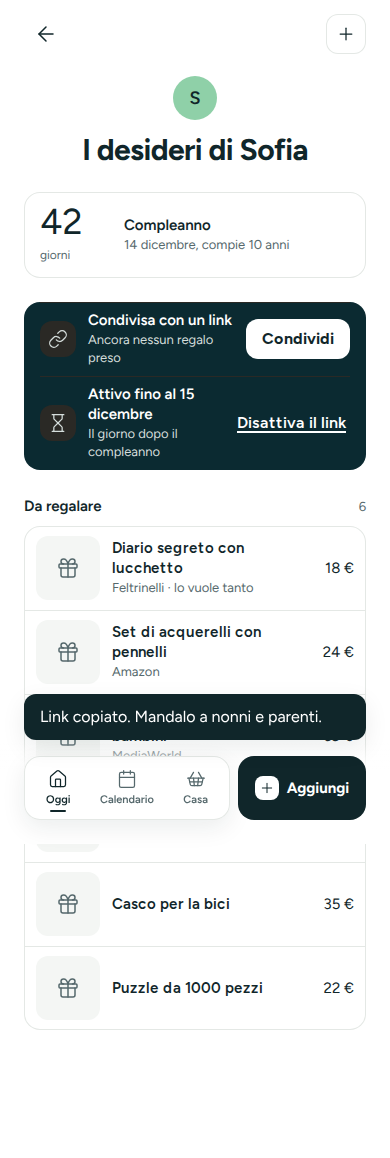 S
I desideri di Sofia
42
giorni
Compleanno
14 dicembre, compie 10 anni
Condivisa con un link
Ancora nessun regalo
preso
Condividi
Attivo fino al 15
dicembre
Il giorno dopo il
compleanno
Disattiva il link
Da regalare
6
Diario segreto con
lucchetto
Feltrinelli · lo vuole tanto
18 €
Set di acquerelli con
pennelli
Amazon
24 €
Link copiato. Mandalo a nonni e parenti.
MediaWorld
Oggi
Calendario
Casa
Aggiungi
Casco per la bici
35 €
Puzzle da 1000 pezzi
22 €